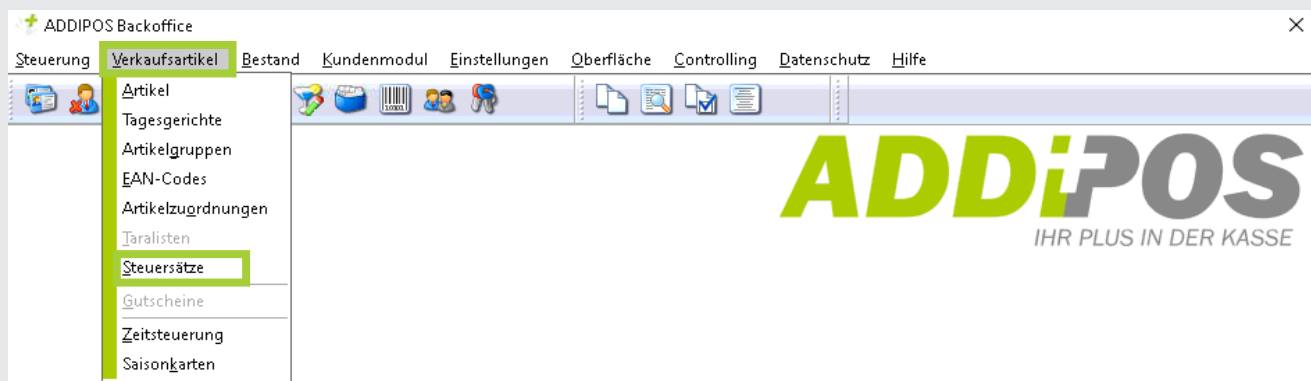 ADDIPOS Backoffice
Steuerung Verkaufsartikel Bestand Kundenmodul Einstellungen Oberfläche Controlling Datenschutz Hilfe
Artikel
Tagesgerichte
Artikelgruppen
EAN-Codes
Artikelzuordnungen
Taralisten
Steuersätze
Gutscheine
Zeitsteuerung
Saisonkarten
ADDiPOS
IHR PLUS IN DER KASSE